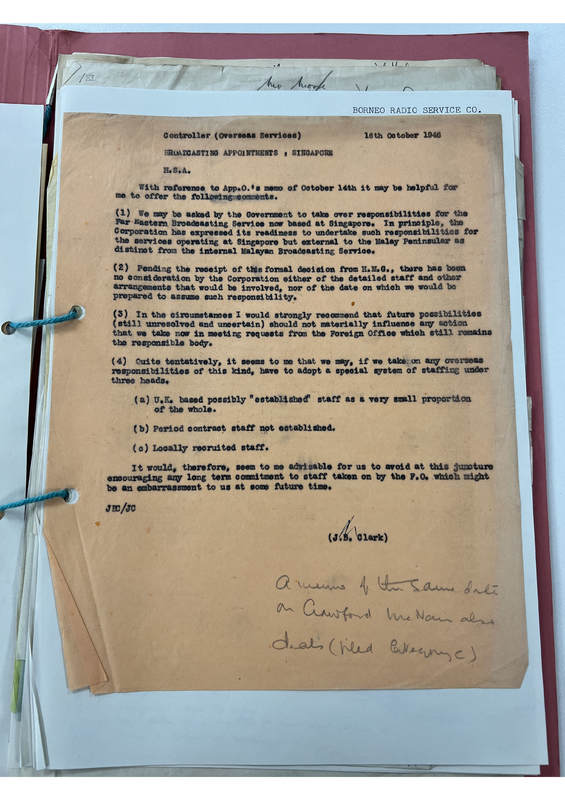 BORNEO RADIO SERVICE CO.
Controller (Overseas Services) 16th October 1946
BROADCASTING APPOINTMENTS, SINGAPORE
H.S.A.
With reference to App.O.'s memo of October 14th it may be helpful for
me to offer the following comments.
(1) We may be asked by the Government to take over responsibilities for the
Far Eastern Broadcasting Service now based at Singapore. In principle, the
Corporation has expressed its readiness to undertake such responsibilities for
the services operating at Singapore but external to the Malay Peninsular as
distinct from the internal Malayan Broadcasting Service.
(2) Pending the receipt of this formal decision from H.M.G., there has been
no consideration by the Corporation either of the detailed staff and other
arrangements that would be involved, nor of the date on which we would be
prepared to assume such responsibility.
(3) In the circumstances I would strongly recommend that future possibilities
(still unresolved and uncertain) should not materially influence any action
that we take now in meeting requests from the Foreign Office which still remains
the responsible body.
(4) Quite tentatively, it seems to me that we may, if we take on any overseas
responsibilities of this kind, have to adopt a special system of staffing under
three heads.
(a) U.K. based possibly "established" staff as a very small proportion
of the whole.
(b) Period contract staff not established.
(c) Locally recruited staff.
It would, therefore, seem to me advisable for us to avoid at this juncture
encouraging any long term commitment to staff taken on by the F.O. which might
be an embarrassment to us at some future time.
JBC/JC
(J.B. Clark)
A memo of the same date
on Crawford McNair also
deals (filed Category C)